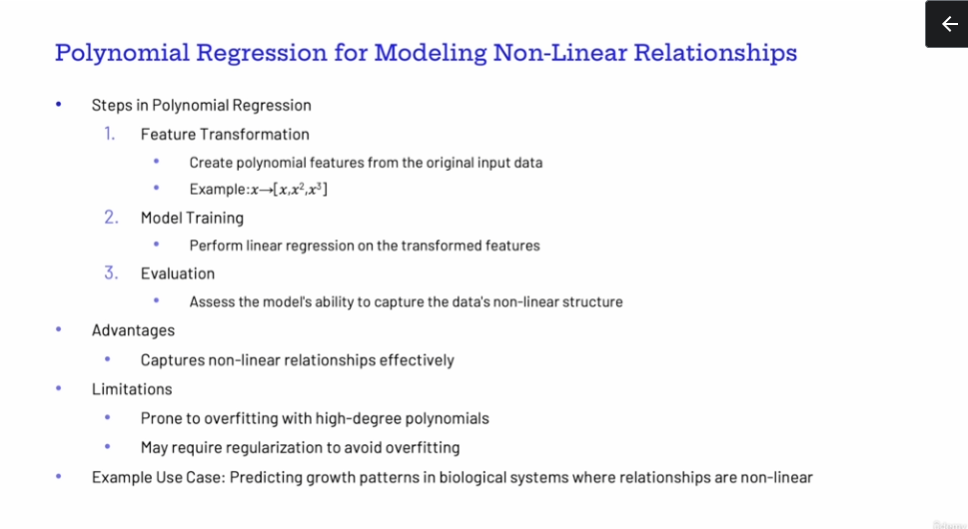 Polynomial Regression for Modeling Non-Linear Relationships
• Steps in Polynomial Regression
1. Feature Transformation
• Create polynomial features from the original input data
• Example:x→[x,x²,x³]
2. Model Training
• Perform linear regression on the transformed features
3. Evaluation
• Assess the model's ability to capture the data's non-linear structure
• Advantages
• Captures non-linear relationships effectively
• Limitations
• Prone to overfitting with high-degree polynomials
• May require regularization to avoid overfitting
• Example Use Case: Predicting growth patterns in biological systems where relationships are non-linear